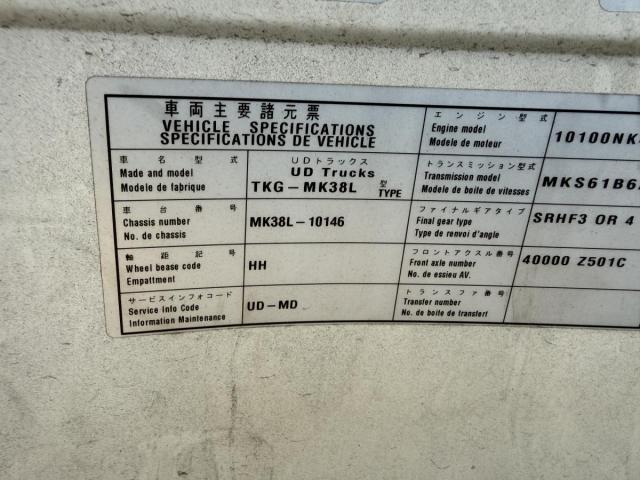 車両主要諸元票
VEHICLE SPECIFICATIONS
SPECIFICATIONS DE VEHICLE
エンジン型式
Engine model
Modele de moteur
10100NK
車名型式
Made and model
Modele de fabrique
UDトラックス
UD Trucks
TKG-MK38L 型 TYPE
トランスミッション型式
Transmission model
Modele de boite de vitesses
MKS61B6
車台番号
Chassis number
No. de chassis
MK38L-10146
ファイナルギアタイプ
Final gear type
Type de renvoi d'angle
SRHF3 OR 4
軸距記号
Wheel bease code
Empattment
HH
フロントアクスル番号
Front axle number
No. de essieu AV.
40000 Z501C
サービスインフォコード
Service Info Code
Information Maintenance
UD-MD
トランスファ番号
Transfer number
No. de boite de transfert